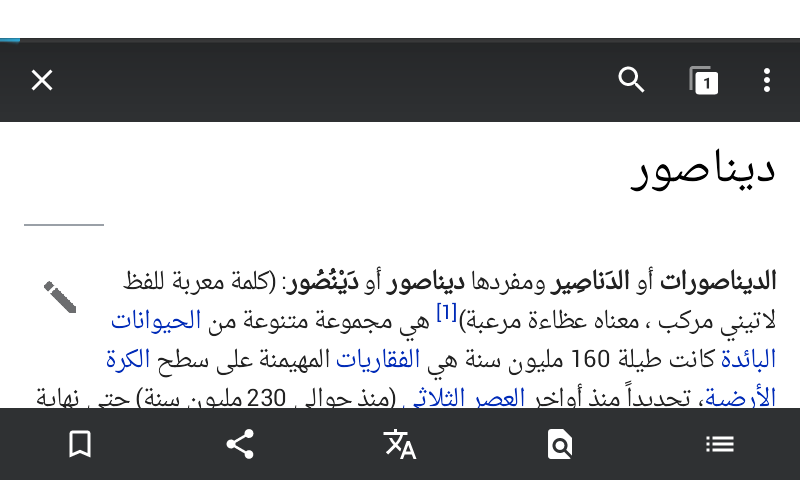 1
ديناصور
الديناصورات أو الدَناصِير ومفردها ديناصور أو دَيْنُصُور: (كلمة معربة للفظ
لاتيني مركب ، معناه عظاءة مرعبة)[1] هي مجموعة متنوعة من الحيوانات
البائدة كانت طيلة 160 مليون سنة هي الفقاريات المهيمنة على سطح الكرة
الأرضية، تحديداً منذ أواخر العصر الثلاثي (منذ حوالي 230 مليون سنة) حتى نهاية